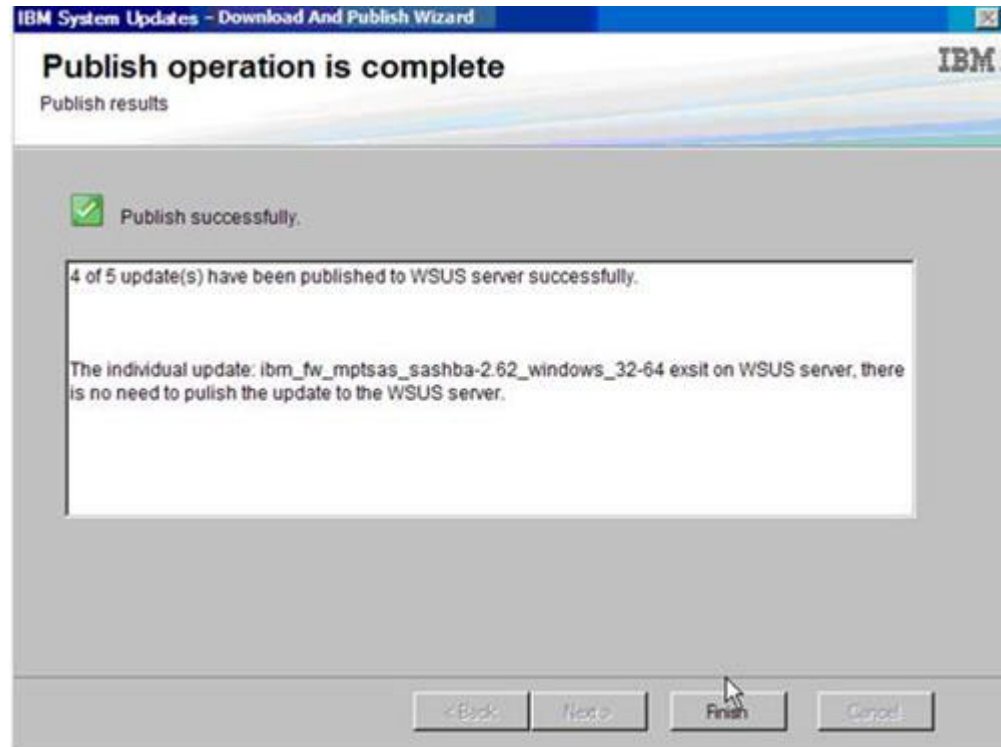 IBM System Updates - Download And Publish Wizard
Publish operation is complete
IBM
Publish results
Publish successfully.
4 of 5 update(s) have been published to WSUS server successfully.
The individual update: ibm_fw_mptsas_sashba-2.62_windows_32-64 exsit on WSUS server, there
is no need to pulish the update to the WSUS server.
< Back
Next >
Finish
Cancel